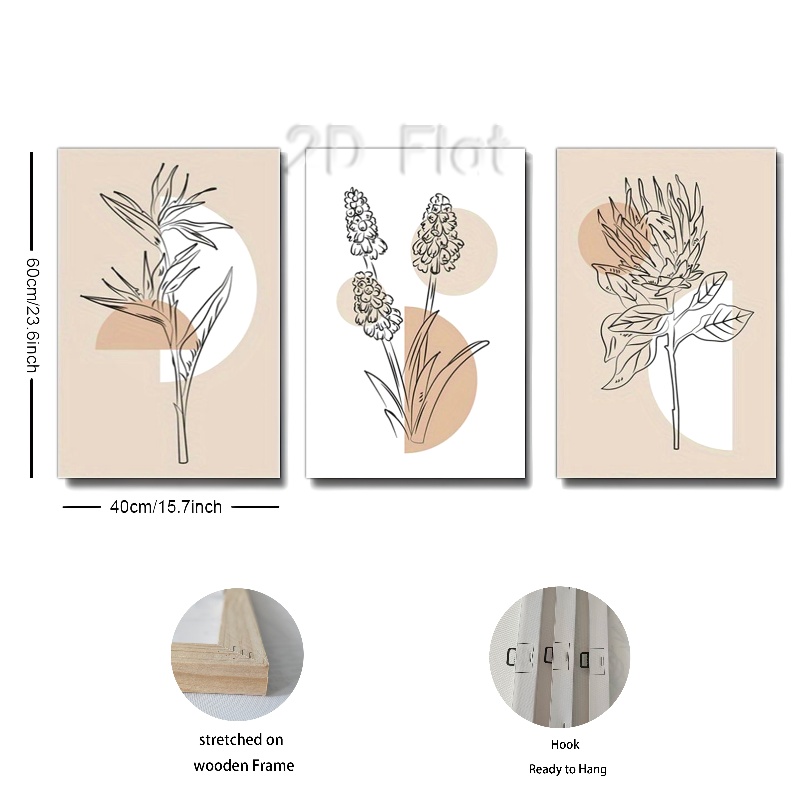 2D Flat
60cm/23.6inch
40cm/15.7inch
stretched on
wooden Frame
Hook
Ready to Hang